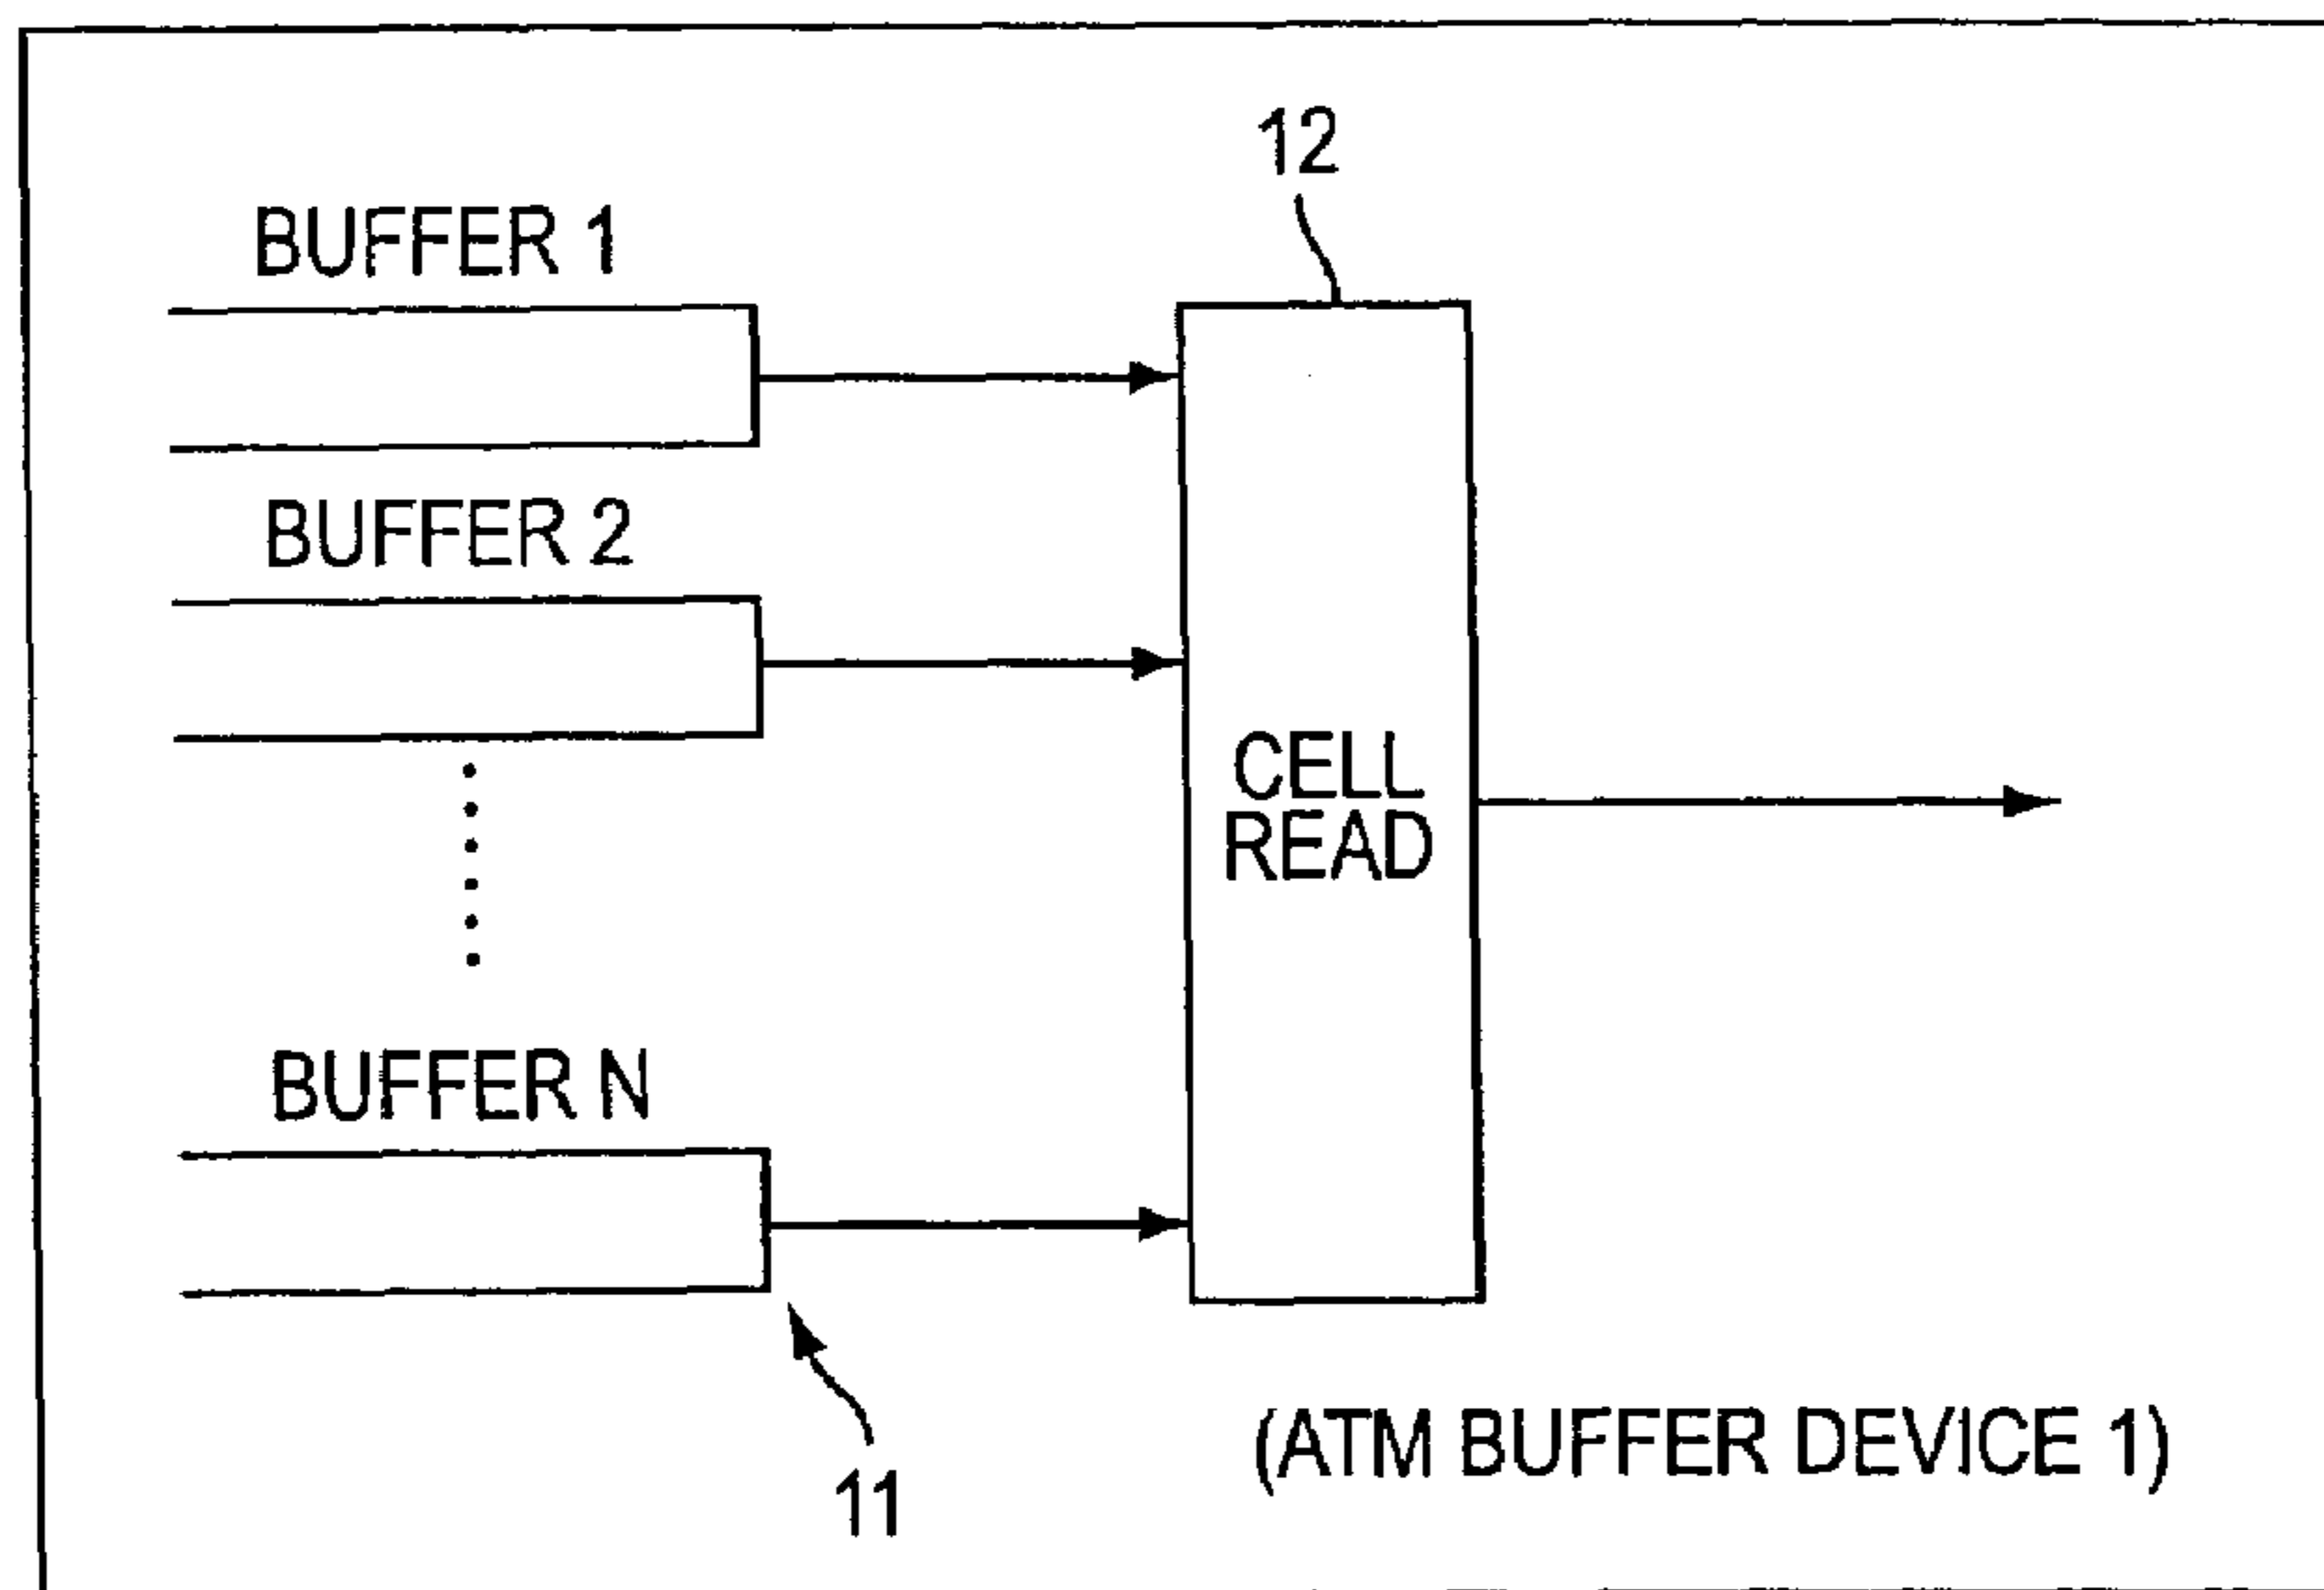 12
BUFFER 1
BUFFER 2
CELL
READ
BUFFER N
(ATM BUFFER DEVICE 1)
11